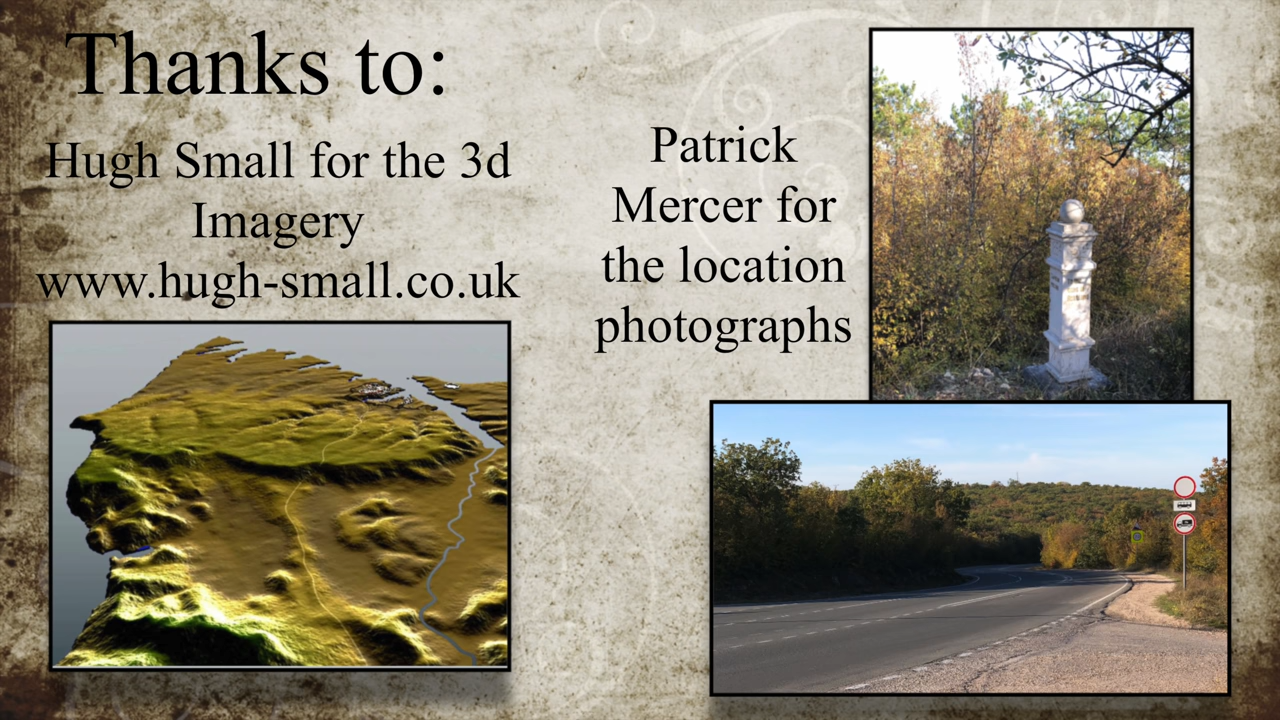 Thanks to:
Hugh Small for the 3d
Imagery
www.hugh-small.co.uk
Patrick
Mercer for
the location
photographs